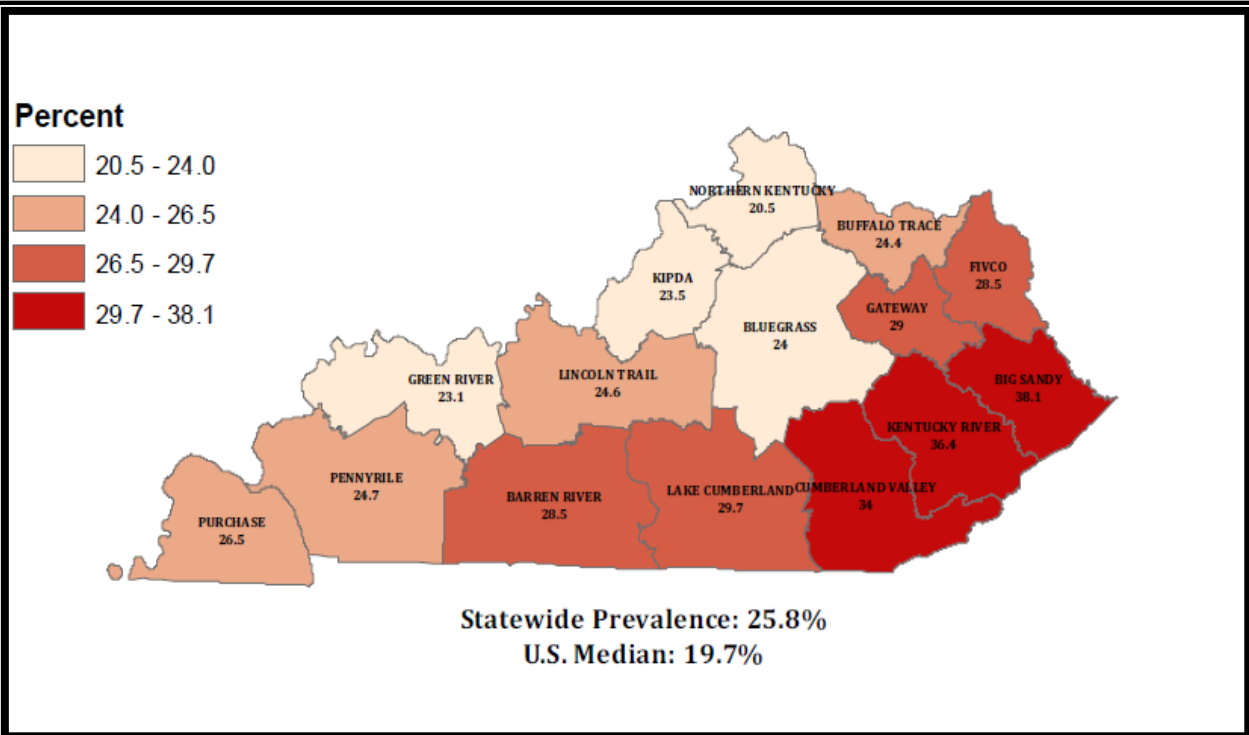 Percent
20.5 - 24.0
24.0 - 26.5
26.5 - 29.7
29.7 - 38.1
NORTHERN KENTUCKY
20.5
BUFFALO TRACE
24.4
FIVCO
28.5
KIPDA
23.5
GATEWAY
29
BLUEGRASS
24
GREEN RIVER
23.1
LINCOLN TRAIL
24.6
BIG SANDY
38.1
KENTUCKY RIVER
36.4
PENNYRILE
24.7
BARREN RIVER
28.5
LAKE CUMBERLAND
29.7
CUMBERLAND VALLEY
34
PURCHASE
26.5
Statewide Prevalence: 25.8%
U.S. Median: 19.7%